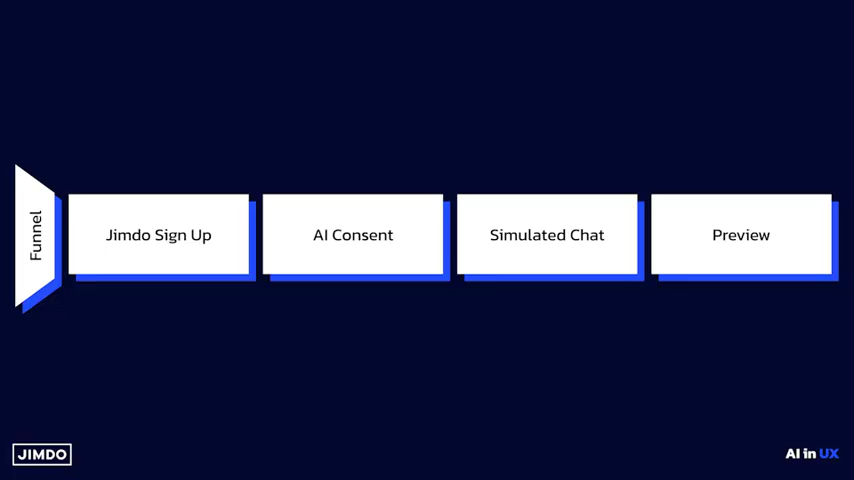 Funnel
Jimdo Sign Up
AI Consent
Simulated Chat
Preview
JIMDO
AI in UX